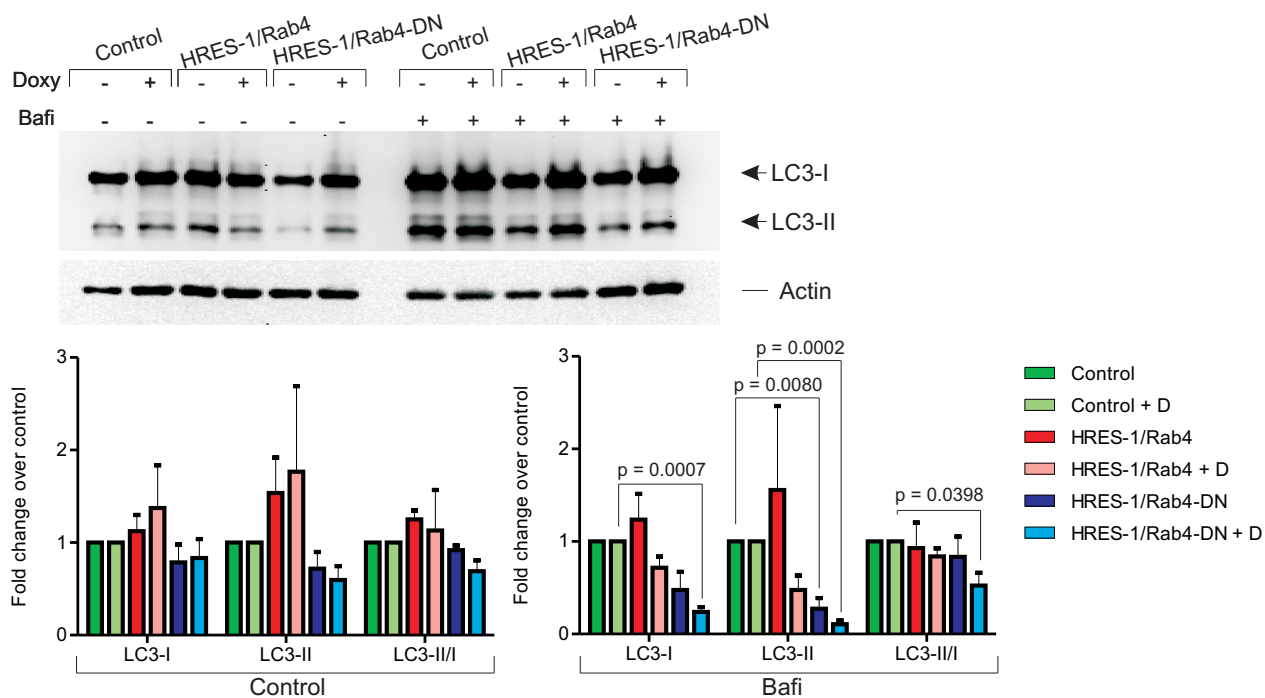 Control HRES-1/Rab4 HRES-1/Rab4-DN Control HRES-1/Rab4 HRES-1/Rab4-DN
Doxy - + - + - + - + - + - +
Bafi - - - - - - + + + + + +
LC3-I
LC3-II
Actin
Fold change over control
3
2
1
0
LC3-I LC3-II LC3-II/I
Control
Fold change over control
3
2
1
0
p = 0.0002
p = 0.0080
p = 0.0007
p = 0.0398
LC3-I LC3-II LC3-II/I
Bafi
Control
Control + D
HRES-1/Rab4
HRES-1/Rab4 + D
HRES-1/Rab4-DN
HRES-1/Rab4-DN + D